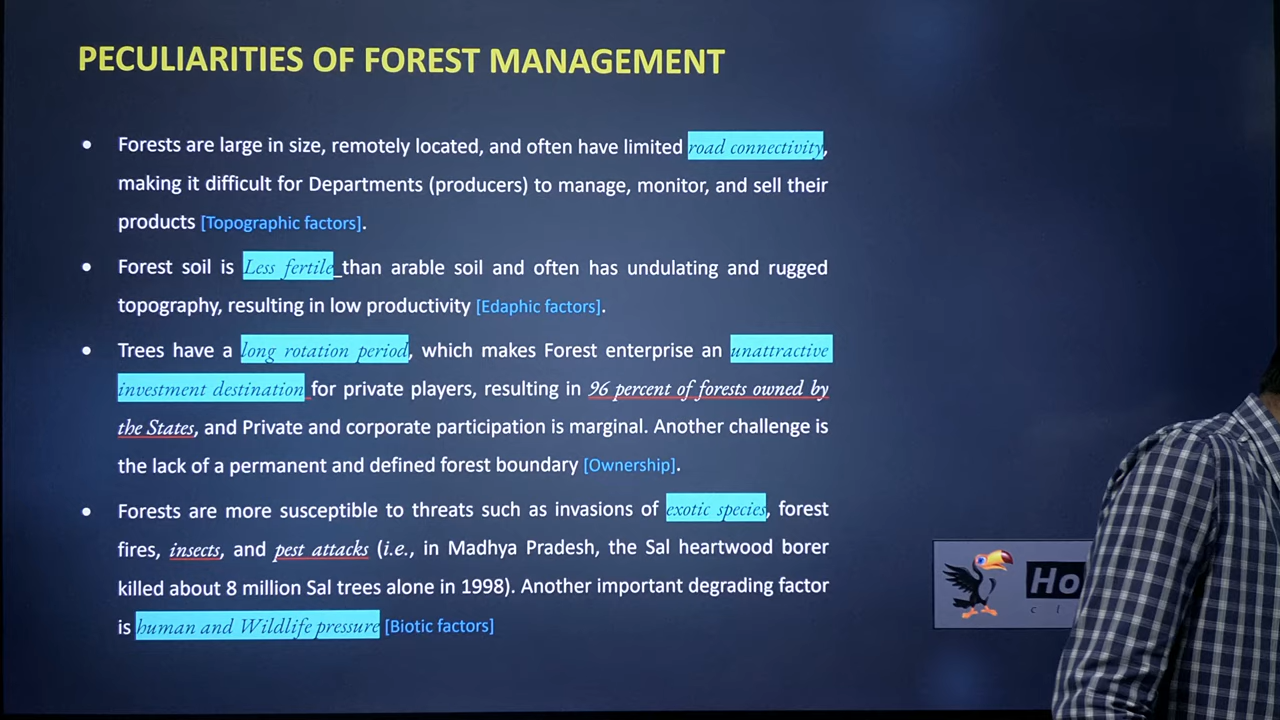 PECULIARITIES OF FOREST MANAGEMENT
• Forests are large in size, remotely located, and often have limited road connectivity,
making it difficult for Departments (producers) to manage, monitor, and sell their
products [Topographic factors].
• Forest soil is Less fertile than arable soil and often has undulating and rugged
topography, resulting in low productivity [Edaphic factors].
• Trees have a long rotation period, which makes Forest enterprise an unattractive
investment destination for private players, resulting in 96 percent of forests owned by
the States, and Private and corporate participation is marginal. Another challenge is
the lack of a permanent and defined forest boundary [Ownership].
• Forests are more susceptible to threats such as invasions of exotic species, forest
fires, insects, and pest attacks (i.e., in Madhya Pradesh, the Sal heartwood borer
killed about 8 million Sal trees alone in 1998). Another important degrading factor
is human and Wildlife pressure [Biotic factors]
Ho